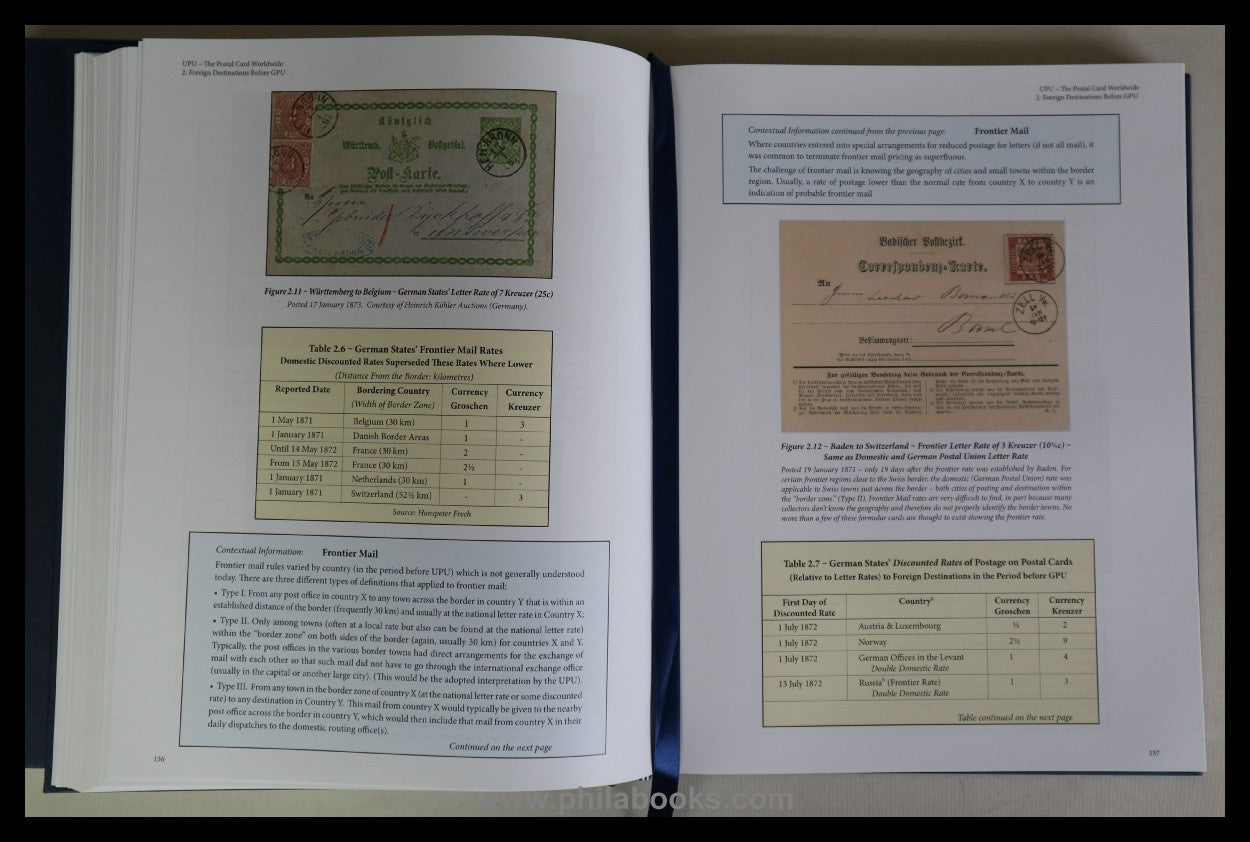 UPU – The Postal Card Worldwide
2: Foreign Destinations Before GPU
Königlich
Württemb. Postgebiet.
Post-Karte.
An
HEILBRONN
Antwerpen
Figure 2.11 – Württemberg to Belgium – German States' Letter Rate of 7 Kreuzer (25c)
Posted 17 January 1873. Courtesy of Heinrich Köhler Auctions (Germany).
Table 2.6 – German States' Frontier Mail Rates
Domestic Discounted Rates Superseded These Rates Where Lower
(Distance From the Border: kilometres)
Reported Date Bordering Country (Width of Border Zone) Currency Groschen Currency Kreuzer
1 May 1871 Belgium (30 km) 1 3
1 January 1871 Danish Border Areas 1 -
Until 14 May 1872 France (30 km) 2 -
From 15 May 1872 France (30 km) 2½ -
1 January 1871 Netherlands (30 km) 1 -
1 January 1871 Switzerland (52½ km) - 3
Source: Hanspeter Frech
Contextual Information: Frontier Mail
Frontier mail rules varied by country (in the period before UPU) which is not generally understood
today. There are three different types of definitions that applied to frontier mail:
• Type I. From any post office in country X to any town across the border in country Y that is within an
established distance of the border (frequently 30 km) and usually at the national letter rate in Country X;
• Type II. Only among towns (often at a local rate but also can be found at the national letter rate)
within the "border zone" on both sides of the border (again, usually 30 km) for countries X and Y.
Typically, the post offices in the various border towns had direct arrangements for the exchange of
mail with each other so that such mail did not have to go through the international exchange office
(usually in the capital or another large city). (This would be the adopted interpretation by the UPU).
• Type III. From any town in the border zone of country X (at the national letter rate or some discounted
rate) to any destination in Country Y. This mail from country X would typically be given to the nearby
post office across the border in country Y, which would then include that mail from country X in their
daily dispatches to the domestic routing office(s).
Continued on the next page
136
UPU – The Postal Card Worldwide
2: Foreign Destinations Before GPU
Contextual Information continued from the previous page: Frontier Mail
Where countries entered into special arrangements for reduced postage for letters (if not all mail), it
was common to terminate frontier mail pricing as superfluous.
The challenge of frontier mail is knowing the geography of cities and small towns within the border
region. Usually, a rate of postage lower than the normal rate from country X to country Y is an
indication of probable frontier mail
Badischer Postbezirk.
Correspondenz-Karte.
An
Basel
ZELL
Bestimmungsort:
Zur gefälligen Beachtung beim Gebrauch der Correspondenz-Karte.
Figure 2.12 – Baden to Switzerland – Frontier Letter Rate of 3 Kreuzer (10¾c) –
Same as Domestic and German Postal Union Letter Rate
Posted 19 January 1871 – only 19 days after the frontier rate was established by Baden. For
certain frontier regions close to the Swiss border, the domestic (German Postal Union) rate was
applicable to Swiss towns just across the border – both cities of posting and destination within
the "border zone." (Type II). Frontier Mail rates are very difficult to find, in part because many
collectors don't know the geography and therefore do not properly identify the border towns. No
more than a few of these formular cards are thought to exist showing the frontier rate.
Table 2.7 – German States' Discounted Rates of Postage on Postal Cards
(Relative to Letter Rates) to Foreign Destinations in the Period before GPU
First Day of Discounted Rate Countryª Currency Groschen Currency Kreuzer
1 July 1872 Austria & Luxembourg ½ 2
1 July 1872 Norway 2½ 9
1 July 1872 German Offices in the Levant 1 4
Double Domestic Rate
13 July 1872 Russiaᵇ (Frontier Rate) 1 3
Double Domestic Rate
Table continued on the next page
137
www.philabooks.com